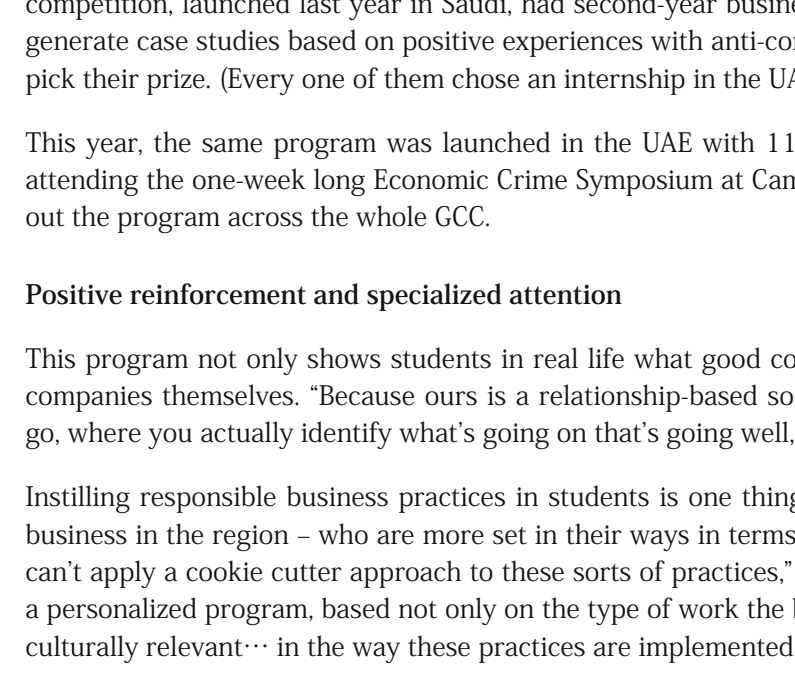 competition, launched last year in Saudi, had second-year
generate case studies based on positive experiences with
pick their prize. (Every one of them chose an internship in the
This year, the same program was launched in the UAE with 11
attending the one-week long Economic Crime Symposium at
out the program across the whole GCC.
Positive reinforcement and specialized attention
This program not only shows students in real life what good
companies themselves. “Because ours is a relationship-based
go, where you actually identify what’s going on that’s going well,
Instilling responsible business practices in students is one thing
business in the region – who are more set in their ways in terms
can’t apply a cookie cutter approach to these sorts of practices,”
a personalized program, based not only on the type of work the
culturally relevant⋯ in the way these practices are implemented